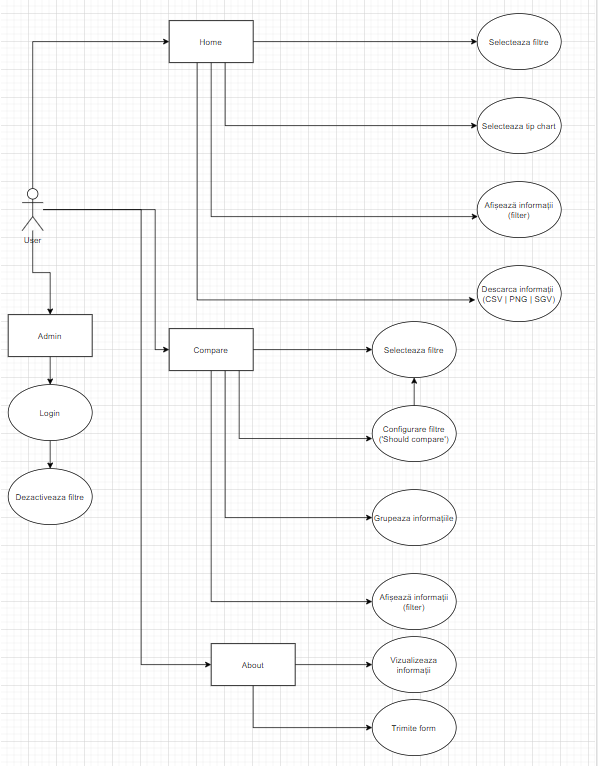 Home
Selecteaza filtre
Selecteaza tip chart
Afișează informații
(filter)
User
Descarca informații
(CSV | PNG | SGV)
Admin
Compare
Selecteaza filtre
Login
Configurare filtre
('Should compare')
Dezactiveaza filtre
Grupeaza informațiile
Afișează informații
(filter)
About
Vizualizeaza
informații
Trimite form